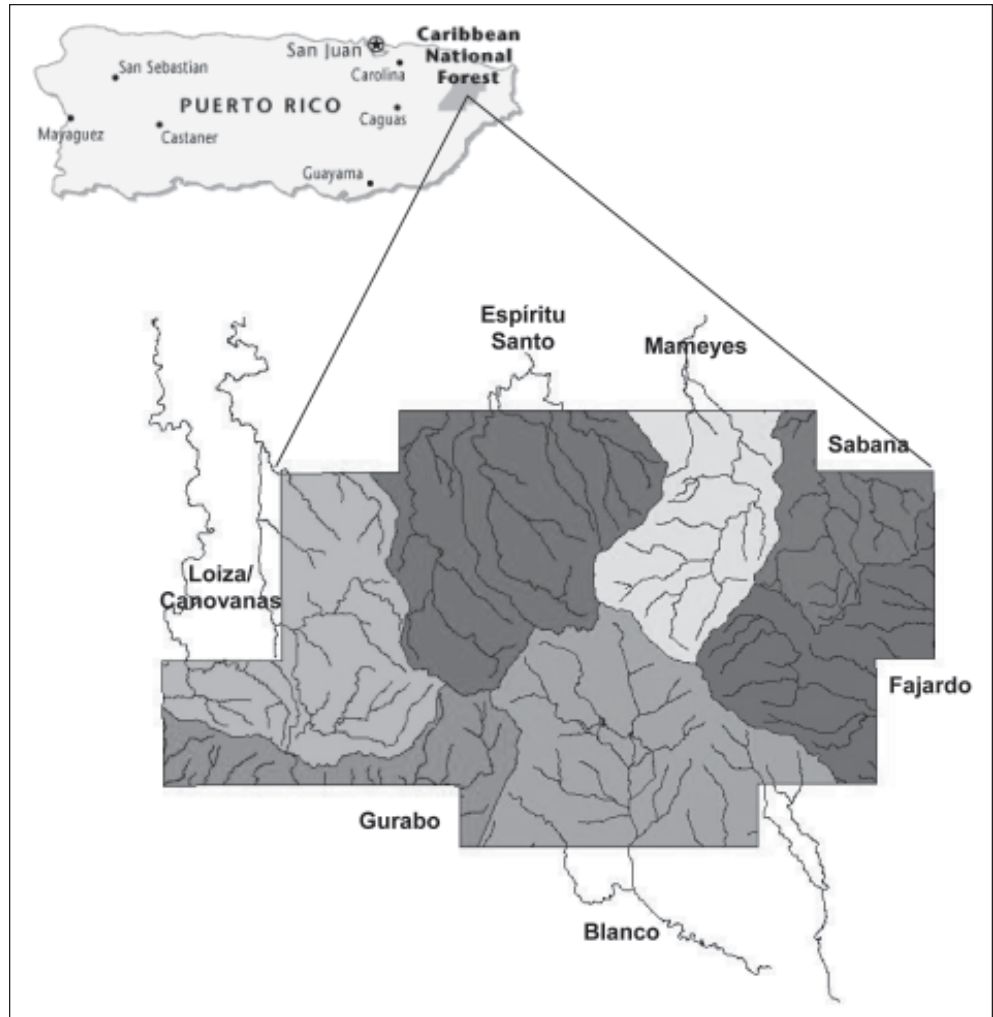 Caribbean
National
Forest
San Juan
San Sebastian
Carolina
PUERTO RICO
Caguas
Mayaguez
Castaner
Guayama
Espíritu
Santo
Mameyes
Sabana
Loiza/
Canovanas
Fajardo
Gurabo
Blanco